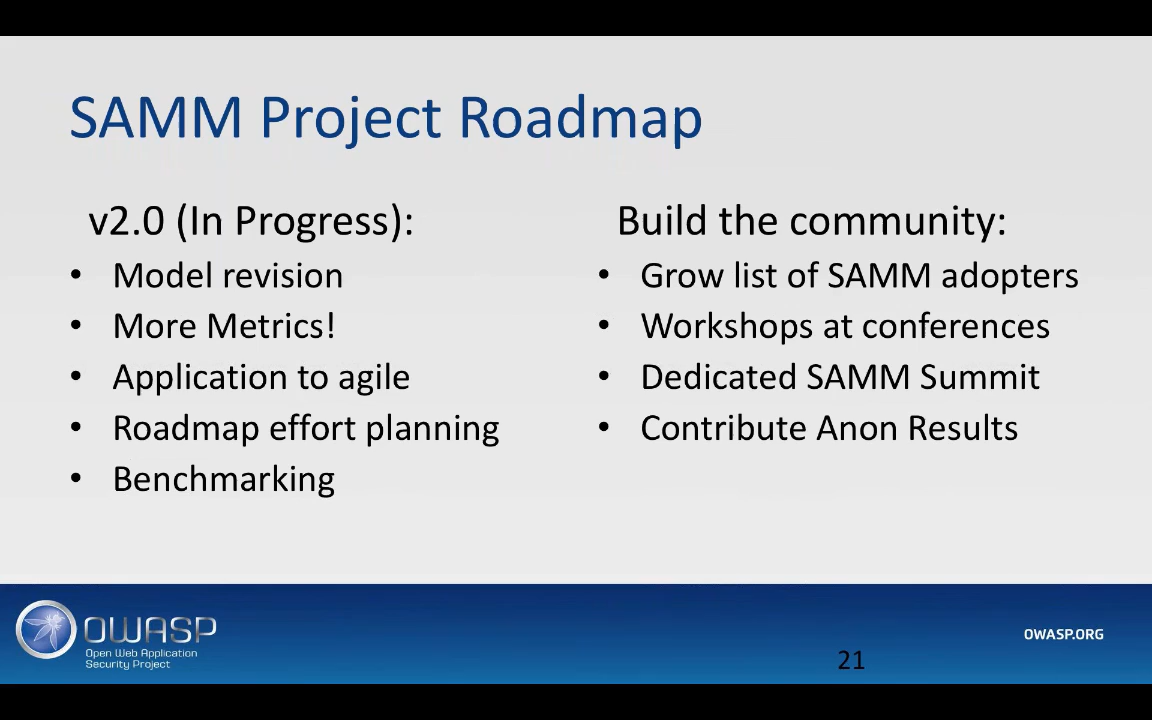 SAMM Project Roadmap
v2.0 (In Progress):
• Model revision
• More Metrics!
• Application to agile
• Roadmap effort planning
• Benchmarking
Build the community:
• Grow list of SAMM adopters
• Workshops at conferences
• Dedicated SAMM Summit
• Contribute Anon Results
OWASP
Open Web Application
Security Project
OWASP.ORG
21